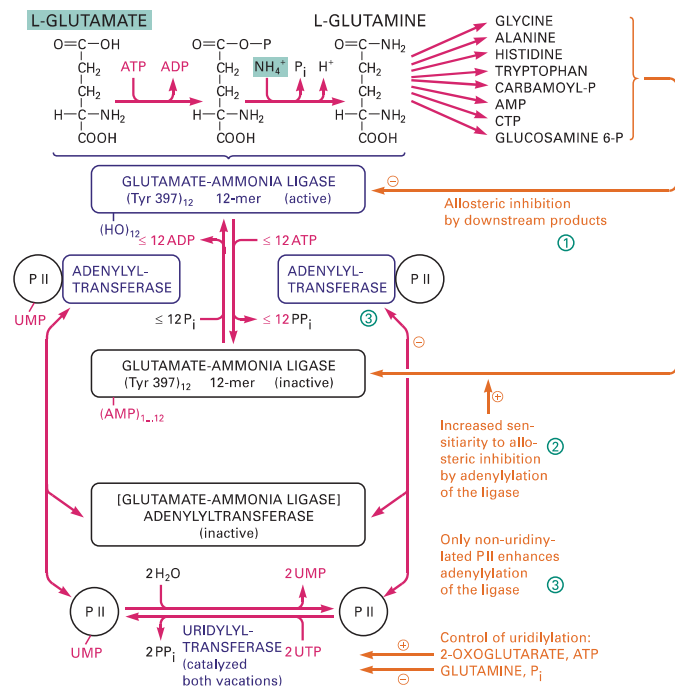 L-GLUTAMATE
L-GLUTAMINE
GLYCINE
ALANINE
HISTIDINE
TRYPTOPHAN
CARBAMOYL-P
AMP
CTP
GLUCOSAMINE 6-P
O=C-OH
CH₂
CH₂
H-C-NH₂
COOH
ATP ADP
O=C-O-P
CH₂
CH₂
H-C-NH₂
COOH
NH₄⁺ Pi H⁺
O=C-NH₂
CH₂
CH₂
H-C-NH₂
COOH
GLUTAMATE-AMMONIA LIGASE
(Tyr 397)₁₂ 12-mer (active)
(HO)₁₂
⊖
Allosteric inhibition
by downstream products
1
≤ 12 ADP ≤ 12 ATP
P II
ADENYLYL-
TRANSFERASE
UMP
ADENYLYL-
TRANSFERASE
P II
3
≤ 12 Pi ≤ 12 PPi
⊖
GLUTAMATE-AMMONIA LIGASE
(Tyr 397)₁₂ 12-mer (inactive)
(AMP)₁...₁₂
⊕
Increased sen-
sitiarity to allo-
steric inhibition
by adenylylation
of the ligase
2
[GLUTAMATE-AMMONIA LIGASE]
ADENYLYLTRANSFERASE
(inactive)
Only non-uridiny-
lated PII enhances
adenylylation
of the ligase
3
P II
UMP
2 H₂O 2 UMP
P II
2 PPi
URIDYLYL-
TRANSFERASE
(catalyzed
both vacations)
2 UTP
Control of uridilylation:
⊕ 2-OXOGLUTARATE, ATP
⊖ GLUTAMINE, Pi